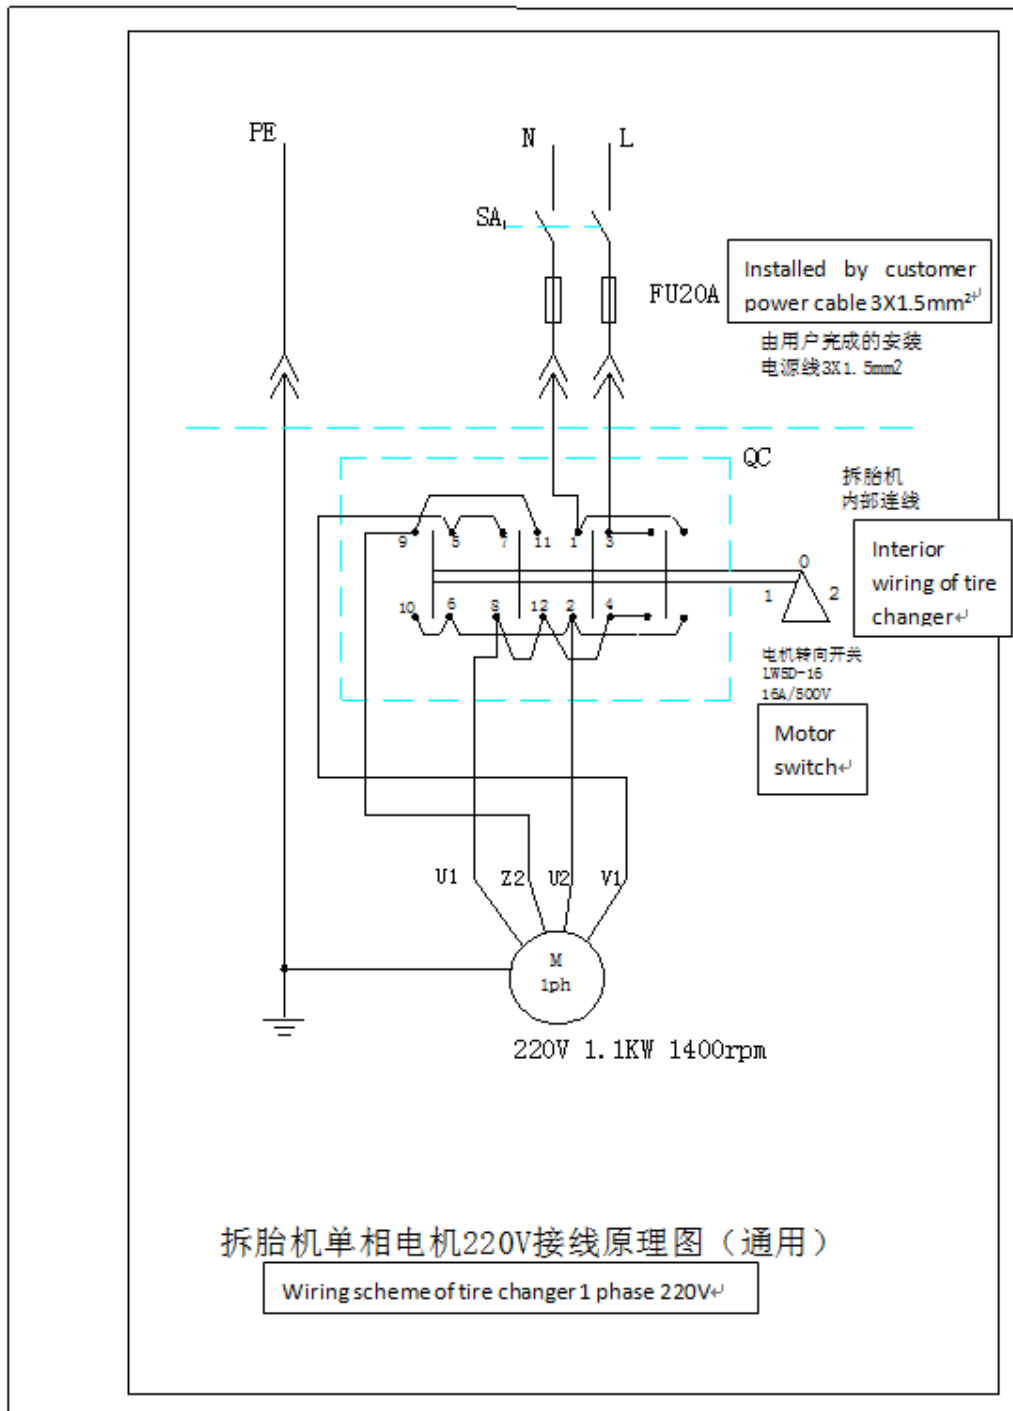 PE
N
L
SA
FU20A
Installed by customer
power cable 3X1.5mm²
由用户完成的安装
电源线3X1.5mm2
QC
拆胎机
内部连线
Interior
wiring of tire
changer
9 5 7 11 1 3
10 6 8 12 2 4
0
1 2
电机转向开关
LW5D-16
16A/500V
Motor
switch
U1 Z2 U2 V1
M
1ph
220V 1.1KW 1400rpm
拆胎机单相电机220V接线原理图（通用）
Wiring scheme of tire changer 1 phase 220V